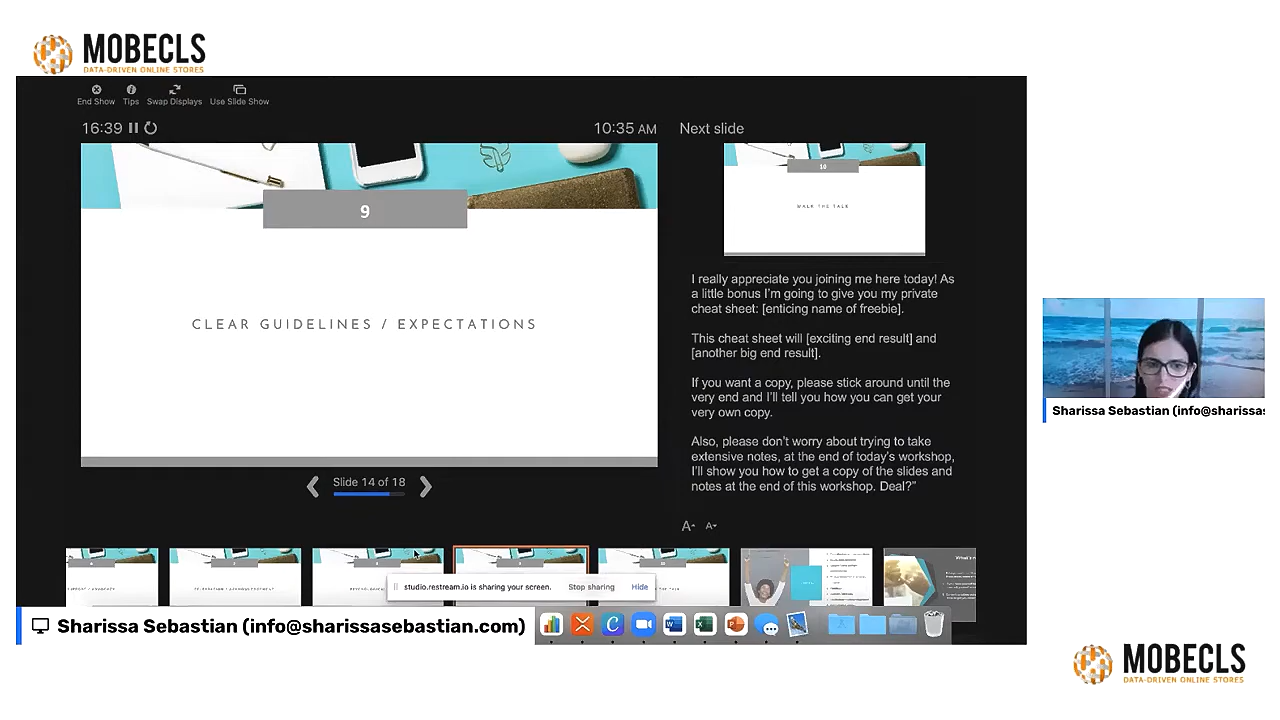 MOBECLS
DATA-DRIVEN ONLINE STORES
End Show
Tips
Swap Displays
Use Slide Show
16:39
10:35 AM
Next slide
9
CLEAR GUIDELINES / EXPECTATIONS
10
WALK THE TALK
I really appreciate you joining me here today! As
a little bonus I'm going to give you my private
cheat sheet: [enticing name of freebie].
This cheat sheet will [exciting end result] and
[another big end result].
If you want a copy, please stick around until the
very end and I'll tell you how you can get your
very own copy.
Also, please don't worry about trying to take
extensive notes, at the end of today's workshop,
I'll show you how to get a copy of the slides and
notes at the end of this workshop. Deal?"
Slide 14 of 18
A
A
studio.restream.io is sharing your screen.
Stop sharing
Hide
Sharissa Sebastian (info@sharissasebastian.com)
Sharissa Sebastian (info@sharissas
MOBECLS
DATA-DRIVEN ONLINE STORES